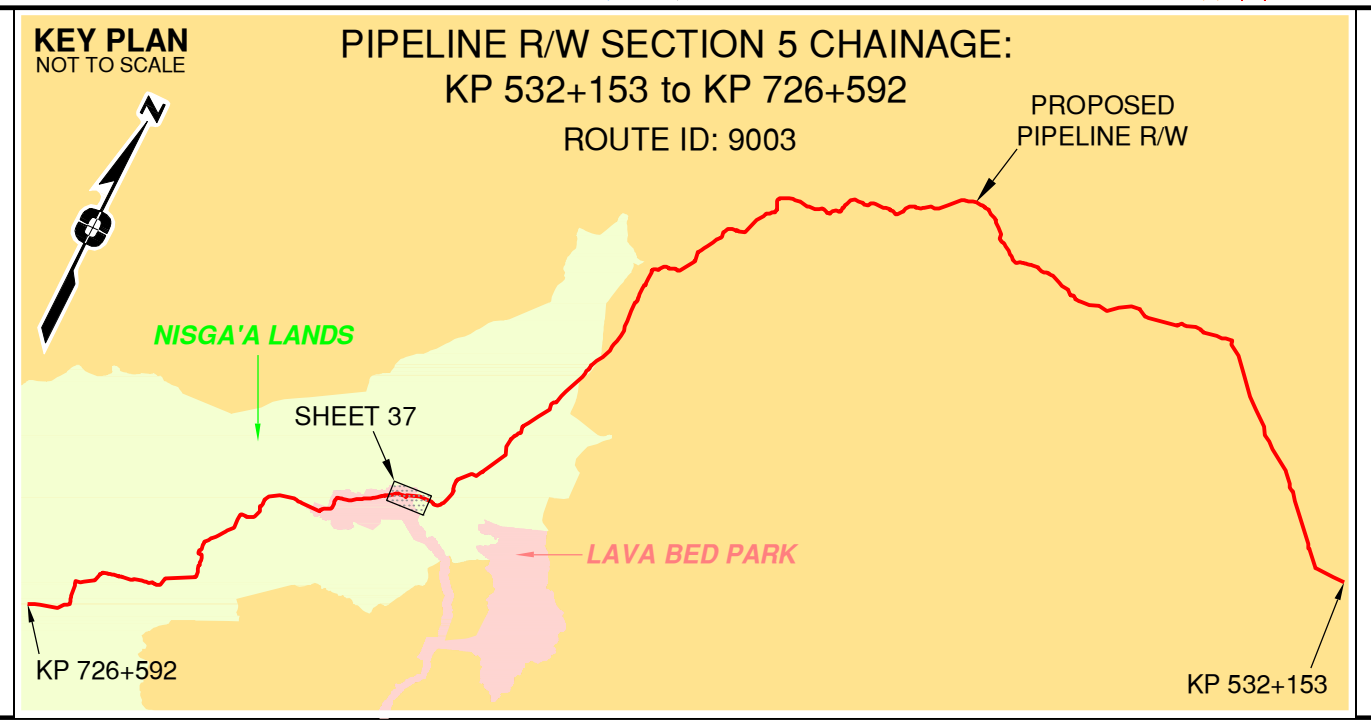 KEY PLAN
NOT TO SCALE
PIPELINE R/W SECTION 5 CHAINAGE:
KP 532+153 to KP 726+592
ROUTE ID: 9003
PROPOSED
PIPELINE R/W
N
NISGA'A LANDS
SHEET 37
LAVA BED PARK
KP 726+592
KP 532+153